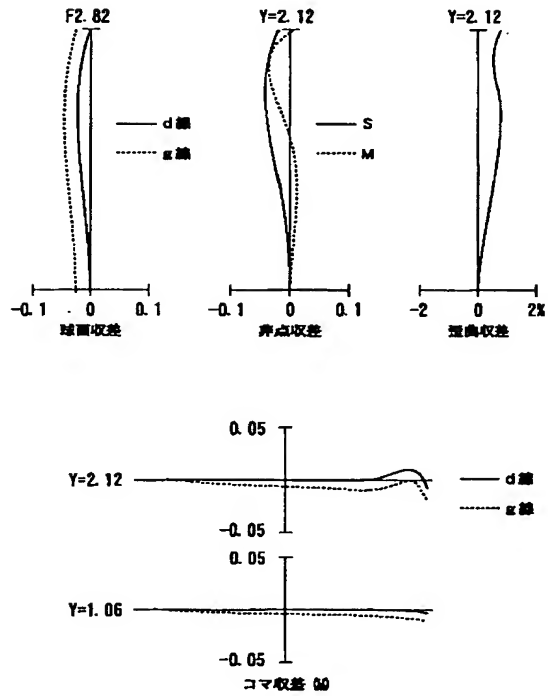 F2.82
d線
g線
-0.1 0 0.1
球面収差
Y=2.12
S
M
-0.1 0 0.1
非点収差
Y=2.12
-2 0 2%
歪曲収差
0.05
Y=2.12
-0.05
d線
g線
0.05
Y=1.06
-0.05
コマ収差